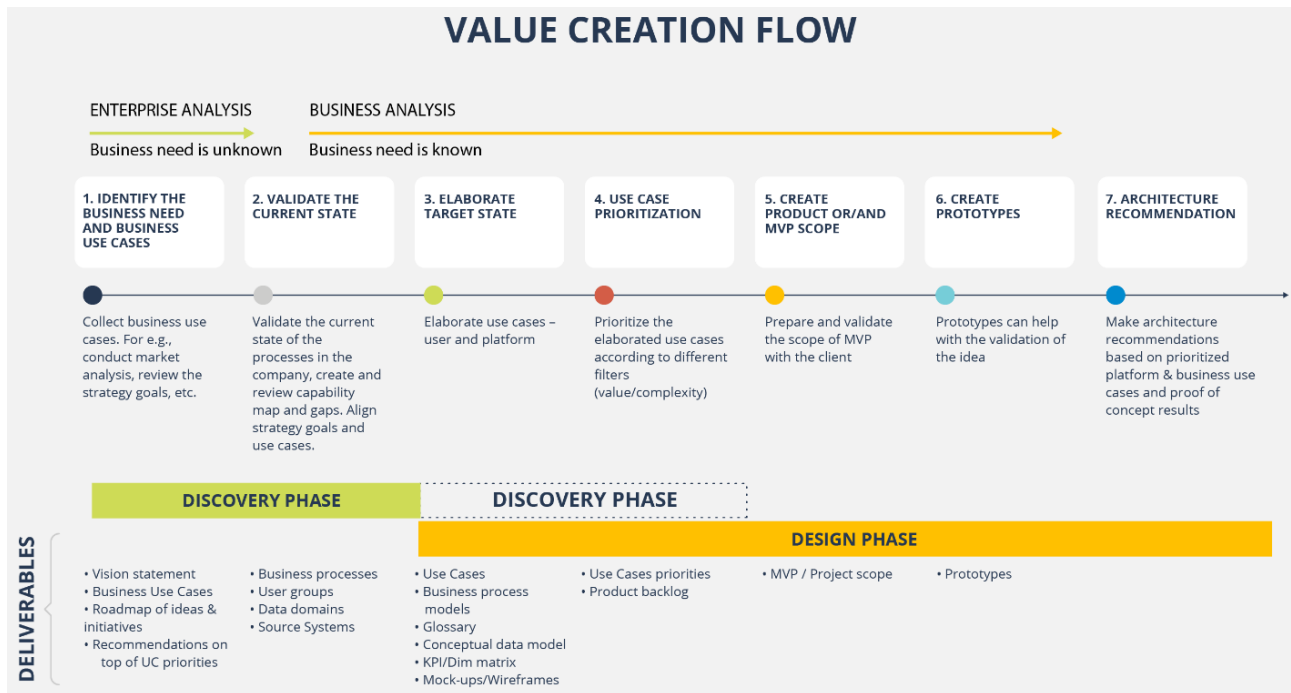 VALUE CREATION FLOW
ENTERPRISE ANALYSIS
Business need is unknown
BUSINESS ANALYSIS
Business need is known
1. IDENTIFY THE
BUSINESS NEED
AND BUSINESS
USE CASES
2. VALIDATE THE
CURRENT STATE
3. ELABORATE
TARGET STATE
4. USE CASE
PRIORITIZATION
5. CREATE
PRODUCT OR/AND
MVP SCOPE
6. CREATE
PROTOTYPES
7. ARCHITECTURE
RECOMMENDATION
Collect business use
cases. For e.g.,
conduct market
analysis, review the
strategy goals, etc.
Validate the current
state of the
processes in the
company, create and
review capability
map and gaps. Align
strategy goals and
use cases.
Elaborate use cases –
user and platform
Prioritize the
elaborated use cases
according to different
filters
(value/complexity)
Prepare and validate
the scope of MVP
with the client
Prototypes can help
with the validation of
the idea
Make architecture
recommendations
based on prioritized
platform & business use
cases and proof of
concept results
DISCOVERY PHASE
DISCOVERY PHASE
DESIGN PHASE
DELIVERABLES
• Vision statement
• Business Use Cases
• Roadmap of ideas &
initiatives
• Recommendations on
top of UC priorities
• Business processes
• User groups
• Data domains
• Source Systems
• Use Cases
• Business process
models
• Glossary
• Conceptual data model
• KPI/Dim matrix
• Mock-ups/Wireframes
• Use Cases priorities
• Product backlog
• MVP / Project scope
• Prototypes